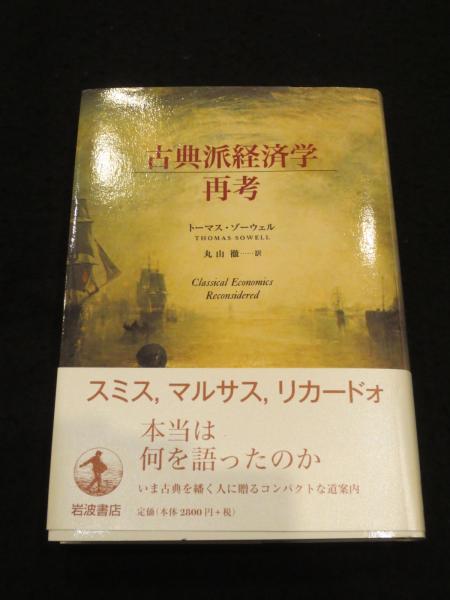 古典派経済学
再考
トーマス・ゾーウェル
THOMAS SOWELL
丸山徹……訳
Classical Economics
Reconsidered
スミス, マルサス, リカードォ
本当は
何を語ったのか
いま古典を繙く人に贈るコンパクトな道案内
岩波書店
定価(本体2800円+税)